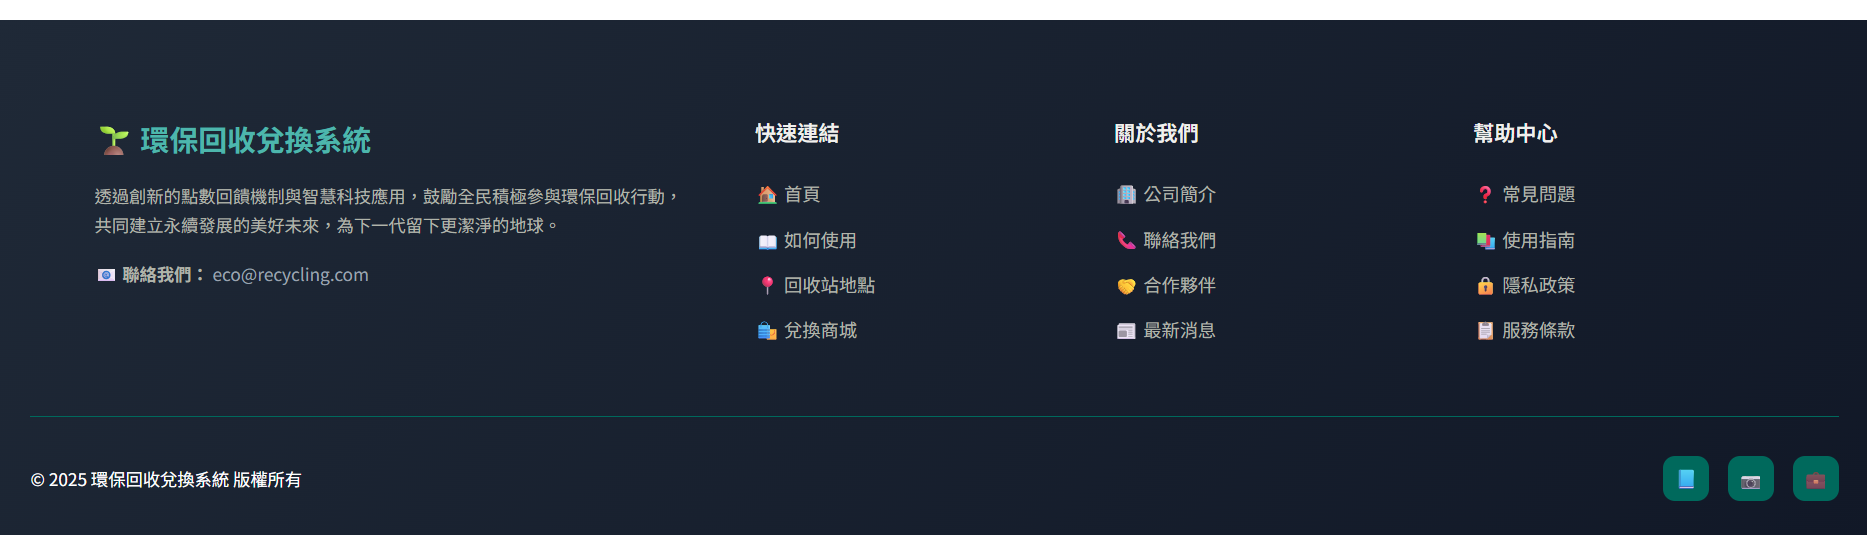 環保回收兌換系統
透過創新的點數回饋機制與智慧科技應用，鼓勵全民積極參與環保回收行動，
共同建立永續發展的美好未來，為下一代留下更潔淨的地球。
聯絡我們： eco@recycling.com
快速連結
首頁
如何使用
回收站地點
兌換商城
關於我們
公司簡介
聯絡我們
合作夥伴
最新消息
幫助中心
常見問題
使用指南
隱私政策
服務條款
© 2025 環保回收兌換系統 版權所有